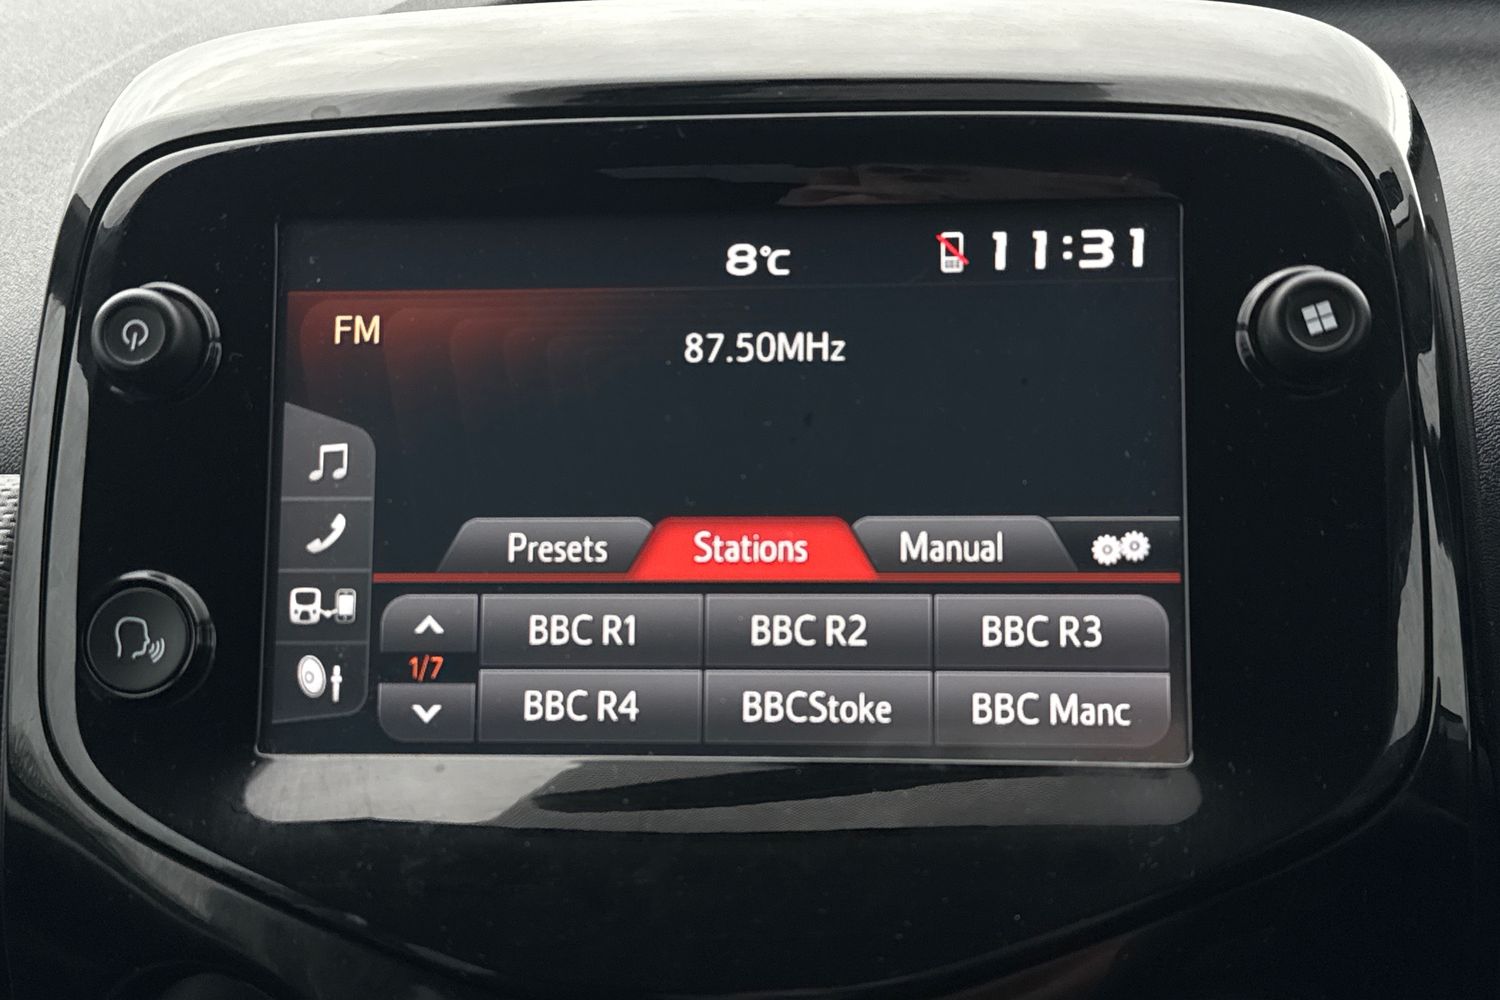 8°C 11:31
FM
87.50MHz
Presets Stations Manual
BBC R1 BBC R2 BBC R3
1/7
BBC R4 BBCStoke BBC Manc